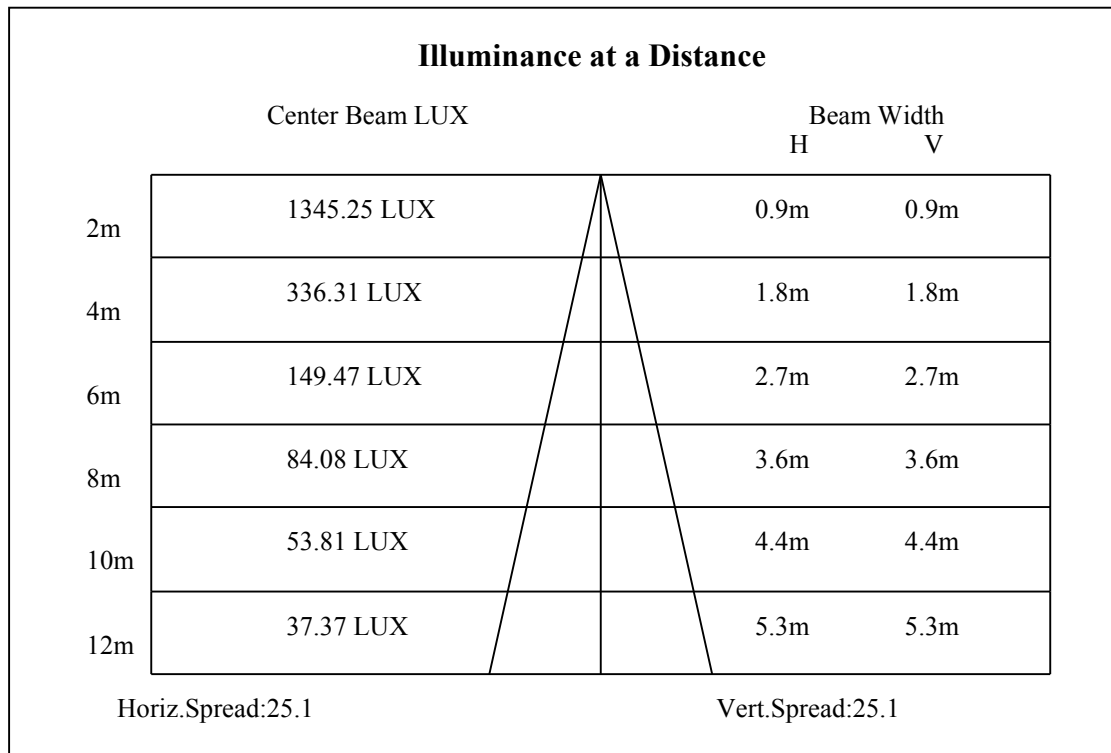 Illuminance at a Distance
Center Beam LUX Beam Width
H V
2m 1345.25 LUX 0.9m 0.9m
4m 336.31 LUX 1.8m 1.8m
6m 149.47 LUX 2.7m 2.7m
8m 84.08 LUX 3.6m 3.6m
10m 53.81 LUX 4.4m 4.4m
12m 37.37 LUX 5.3m 5.3m
Horiz.Spread:25.1 Vert.Spread:25.1